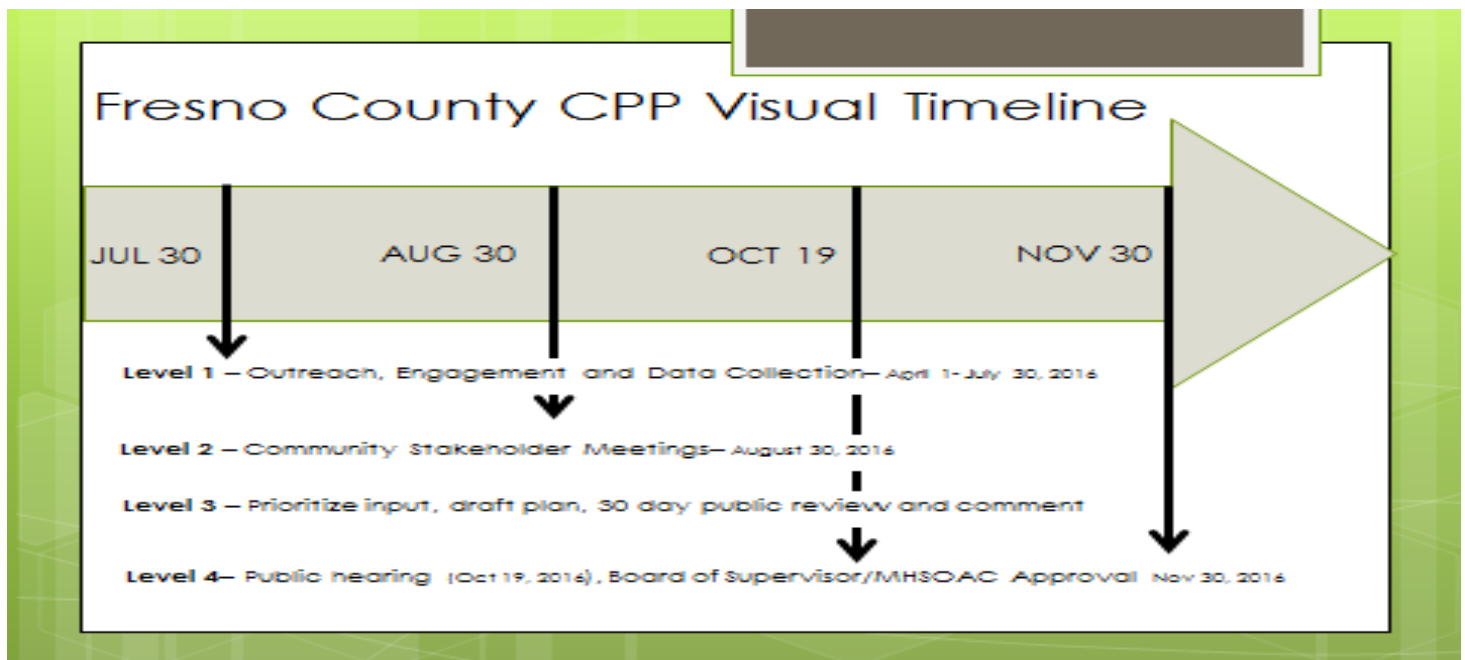 Fresno County CPP Visual Timeline
JUL 30 AUG 30 OCT 19 NOV 30
Level 1 – Outreach, Engagement and Data Collection– April 1- July 30, 2016
Level 2 – Community Stakeholder Meetings– August 30, 2016
Level 3 – Prioritize input, draft plan, 30 day public review and comment
Level 4– Public hearing (Oct 19, 2016), Board of Supervisor/MHSOAC Approval Nov 30, 2016